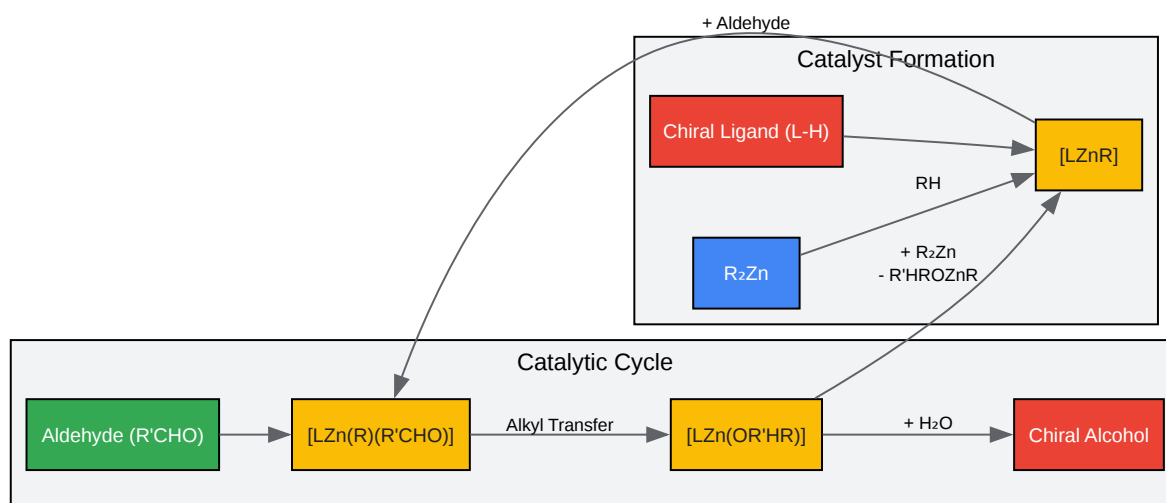 + Aldehyde
Catalyst Formation
Chiral Ligand (L-H)
[LZnR]
RH
R₂Zn
+ R₂Zn
- R'HROZnR
Catalytic Cycle
Aldehyde (R'CHO)
[LZn(R)(R'CHO)]
Alkyl Transfer
[LZn(OR'HR)]
+ H₂O
Chiral Alcohol